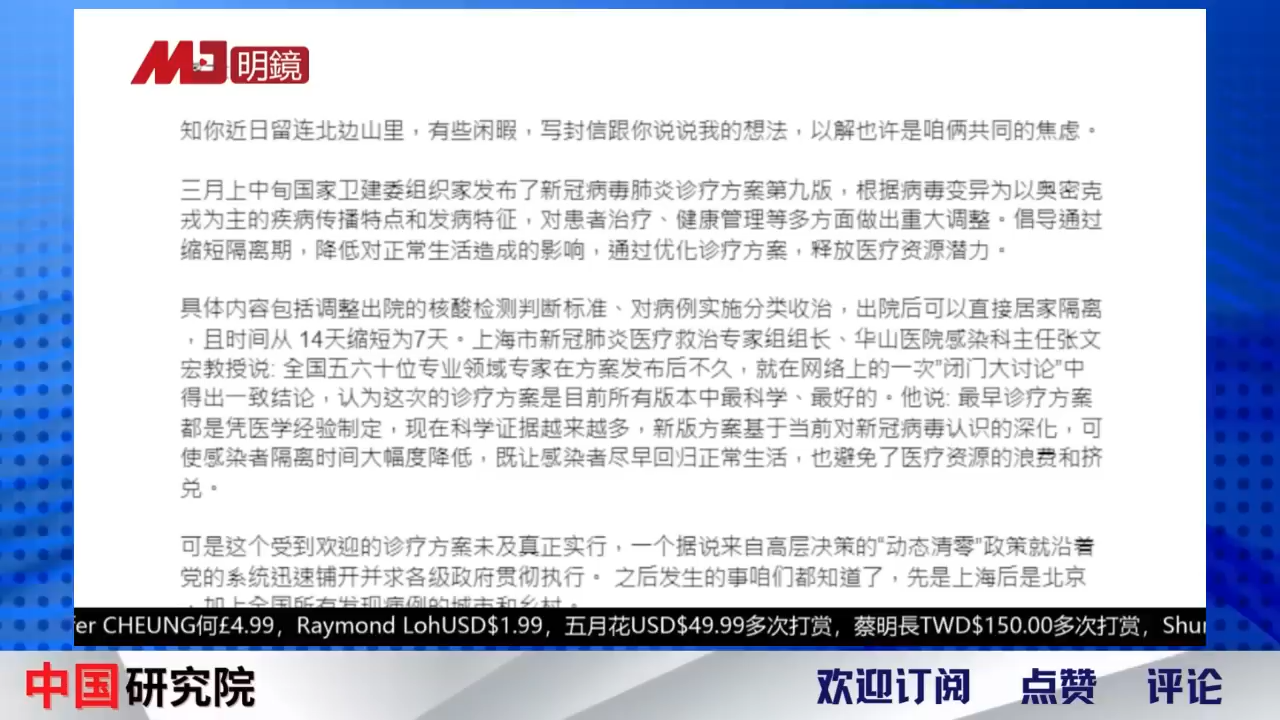 MJ 明鏡
知你近日留连北边山里，有些闲暇，写封信跟你说说我的想法，以解也许是咱俩共同的焦虑。
三月上中旬国家卫建委组织家发布了新冠病毒肺炎诊疗方案第九版，根据病毒变异为以奥密克
戎为主的疾病传播特点和发病特征，对患者治疗、健康管理等多方面做出重大调整。倡导通过
缩短隔离期，降低对正常生活造成的影响，通过优化诊疗方案，释放医疗资源潜力。
具体内容包括调整出院的核酸检测判断标准、对病例实施分类收治，出院后可以直接居家隔离
，且时间从 14天缩短为7天。上海市新冠肺炎医疗救治专家组组长、华山医院感染科主任张文
宏教授说: 全国五六十位专业领域专家在方案发布后不久，就在网络上的一次"闭门大讨论"中
得出一致结论，认为这次的诊疗方案是目前所有版本中最科学、最好的。他说: 最早诊疗方案
都是凭医学经验制定，现在科学证据越来越多，新版方案基于当前对新冠病毒认识的深化，可
使感染者隔离时间大幅度降低，既让感染者尽早回归正常生活，也避免了医疗资源的浪费和挤
兑。
可是这个受到欢迎的诊疗方案未及真正实行，一个据说来自高层决策的"动态清零"政策就沿着
党的系统迅速铺开并求各级政府贯彻执行。 之后发生的事咱们都知道了，先是上海后是北京
，加上全国所有发现病例的城市和乡村。
fer CHEUNG何£4.99，Raymond LohUSD$1.99，五月花USD$49.99多次打赏，蔡明長TWD$150.00多次打赏，Shur
中国研究院 欢迎订阅 点赞 评论